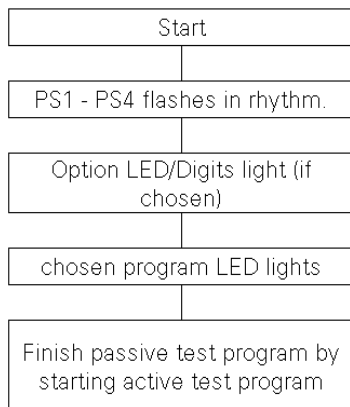 Start
PS1 - PS4 flashes in rhythm.
Option LED/Digits light (if
chosen)
chosen program LED lights
Finish passive test program by
starting active test program